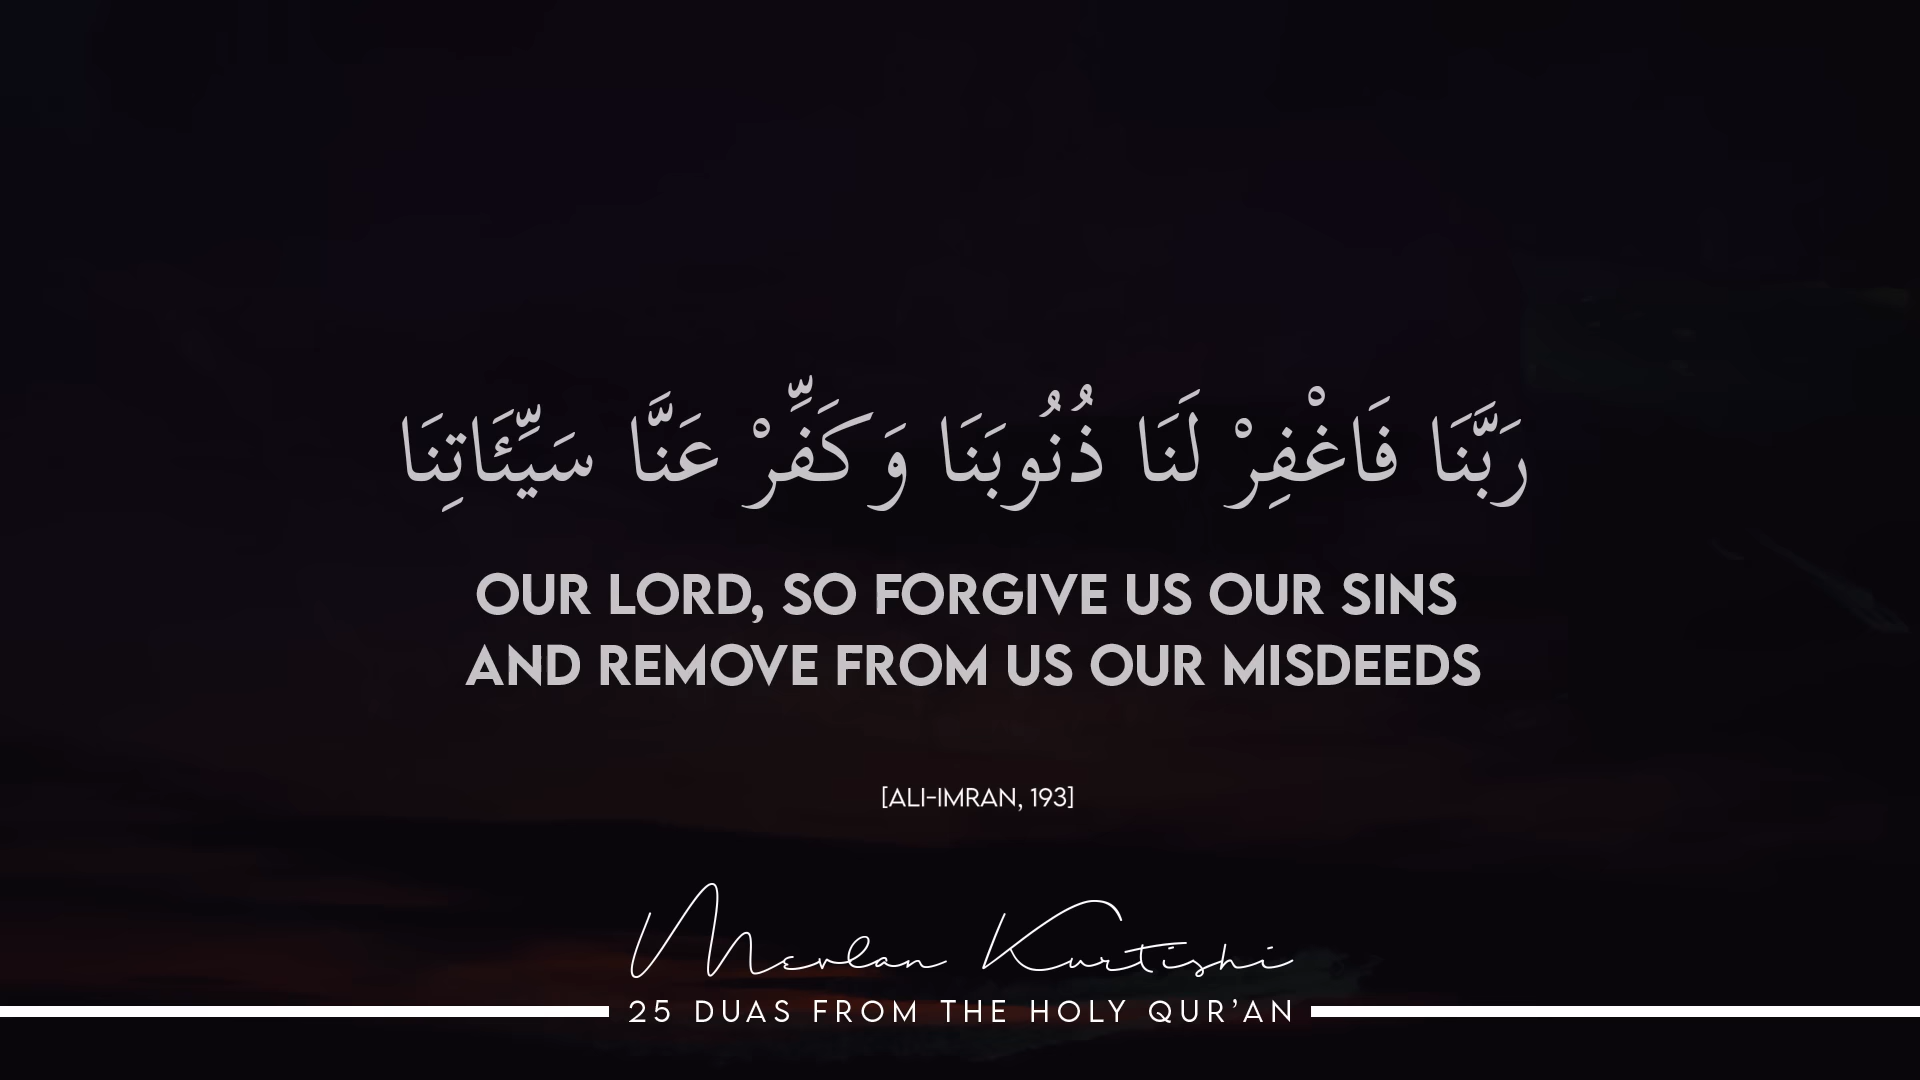 رَبَّنَا فَاغْفِرْ لَنَا ذُنُوبَنَا وَكَفِّرْ عَنَّا سَيِّئَاتِنَا
OUR LORD, SO FORGIVE US OUR SINS
AND REMOVE FROM US OUR MISDEEDS
[ALI-IMRAN, 193]
Mevlan Kurtishi
25 DUAS FROM THE HOLY QUR’AN